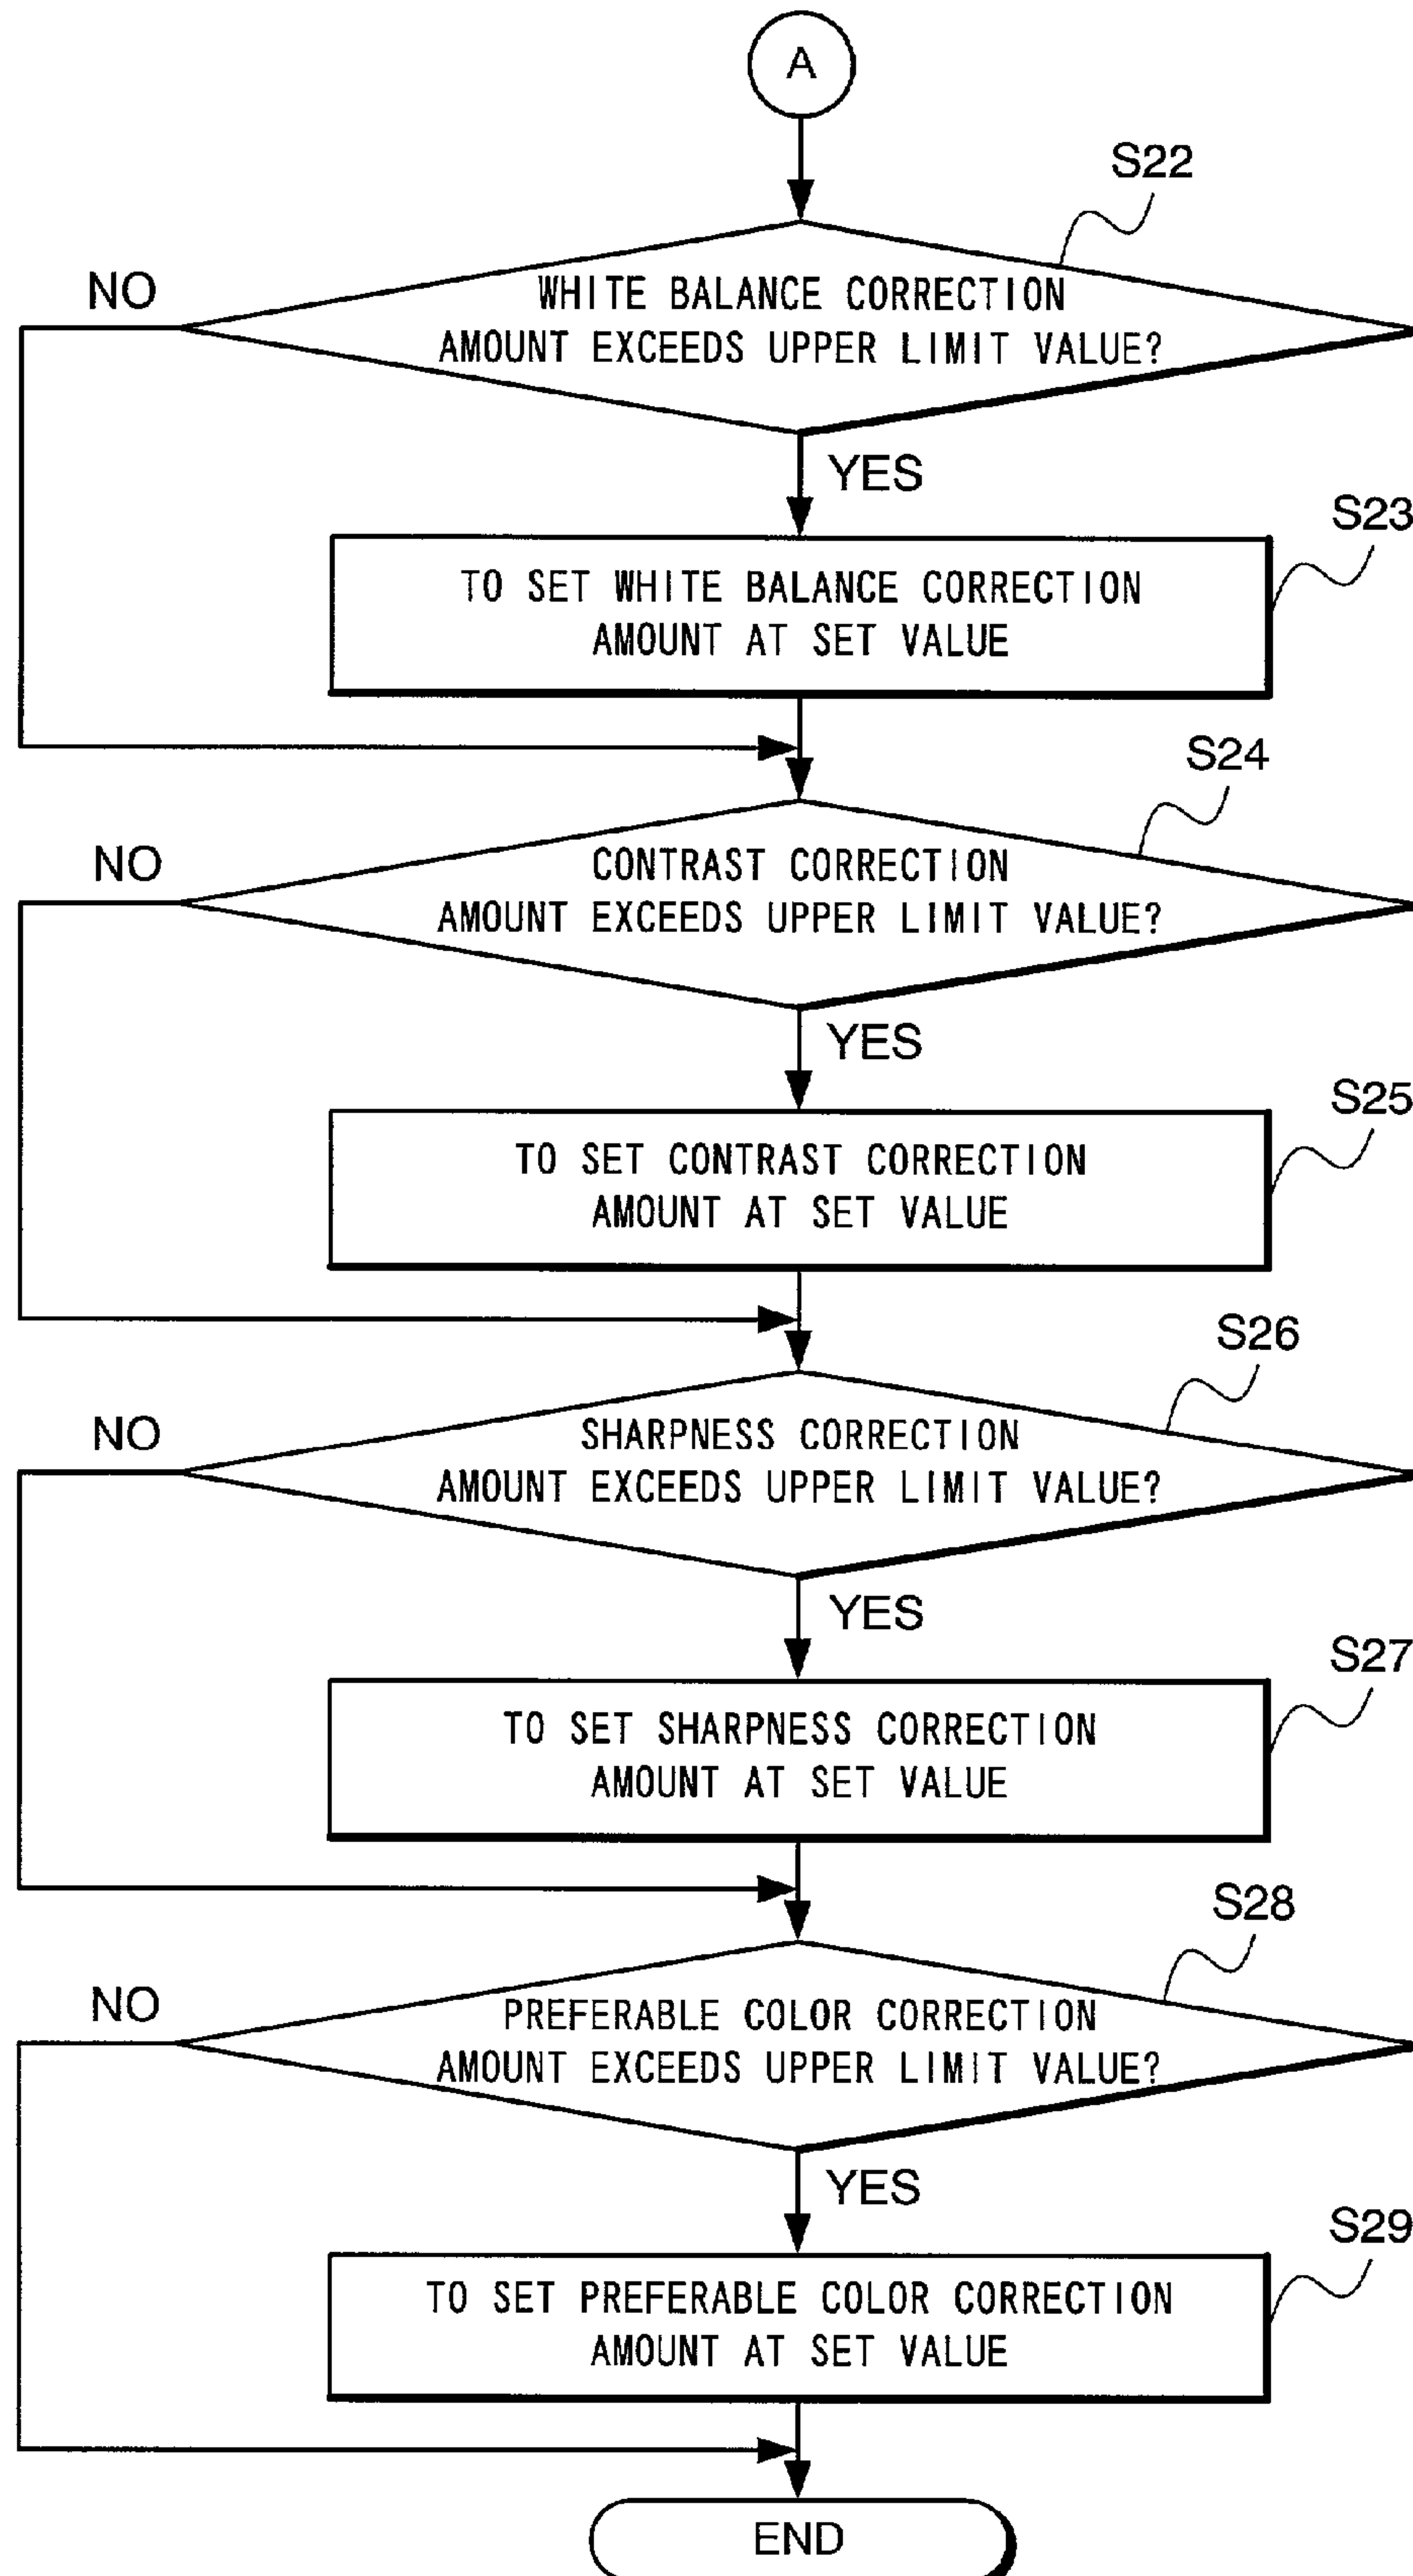 A
S22
NO
WHITE BALANCE CORRECTION
AMOUNT EXCEEDS UPPER LIMIT VALUE?
YES
S23
TO SET WHITE BALANCE CORRECTION
AMOUNT AT SET VALUE
S24
NO
CONTRAST CORRECTION
AMOUNT EXCEEDS UPPER LIMIT VALUE?
YES
S25
TO SET CONTRAST CORRECTION
AMOUNT AT SET VALUE
S26
NO
SHARPNESS CORRECTION
AMOUNT EXCEEDS UPPER LIMIT VALUE?
YES
S27
TO SET SHARPNESS CORRECTION
AMOUNT AT SET VALUE
S28
NO
PREFERABLE COLOR CORRECTION
AMOUNT EXCEEDS UPPER LIMIT VALUE?
YES
S29
TO SET PREFERABLE COLOR CORRECTION
AMOUNT AT SET VALUE
END